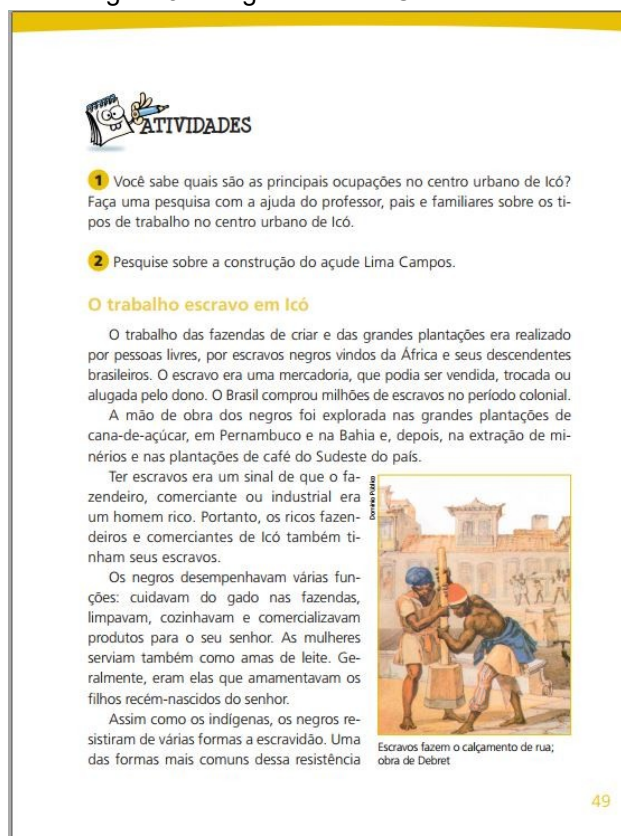 ATIVIDADES
1 Você sabe quais são as principais ocupações no centro urbano de Icó?
Faça uma pesquisa com a ajuda do professor, pais e familiares sobre os ti-
pos de trabalho no centro urbano de Icó.
2 Pesquise sobre a construção do açude Lima Campos.
O trabalho escravo em Icó
O trabalho das fazendas de criar e das grandes plantações era realizado
por pessoas livres, por escravos negros vindos da África e seus descendentes
brasileiros. O escravo era uma mercadoria, que podia ser vendida, trocada ou
alugada pelo dono. O Brasil comprou milhões de escravos no período colonial.
A mão de obra dos negros foi explorada nas grandes plantações de
cana-de-açúcar, em Pernambuco e na Bahia e, depois, na extração de mi-
nérios e nas plantações de café do Sudeste do país.
Ter escravos era um sinal de que o fa-
zendeiro, comerciante ou industrial era
um homem rico. Portanto, os ricos fazen-
deiros e comerciantes de Icó também ti-
nham seus escravos.
Os negros desempenhavam várias fun-
ções: cuidavam do gado nas fazendas,
limpavam, cozinhavam e comercializavam
produtos para o seu senhor. As mulheres
serviam também como amas de leite. Ge-
ralmente, eram elas que amamentavam os
filhos recém-nascidos do senhor.
Assim como os indígenas, os negros re-
sistiram de várias formas a escravidão. Uma
das formas mais comuns dessa resistência
Domínio Público
Escravos fazem o calçamento de rua;
obra de Debret
49